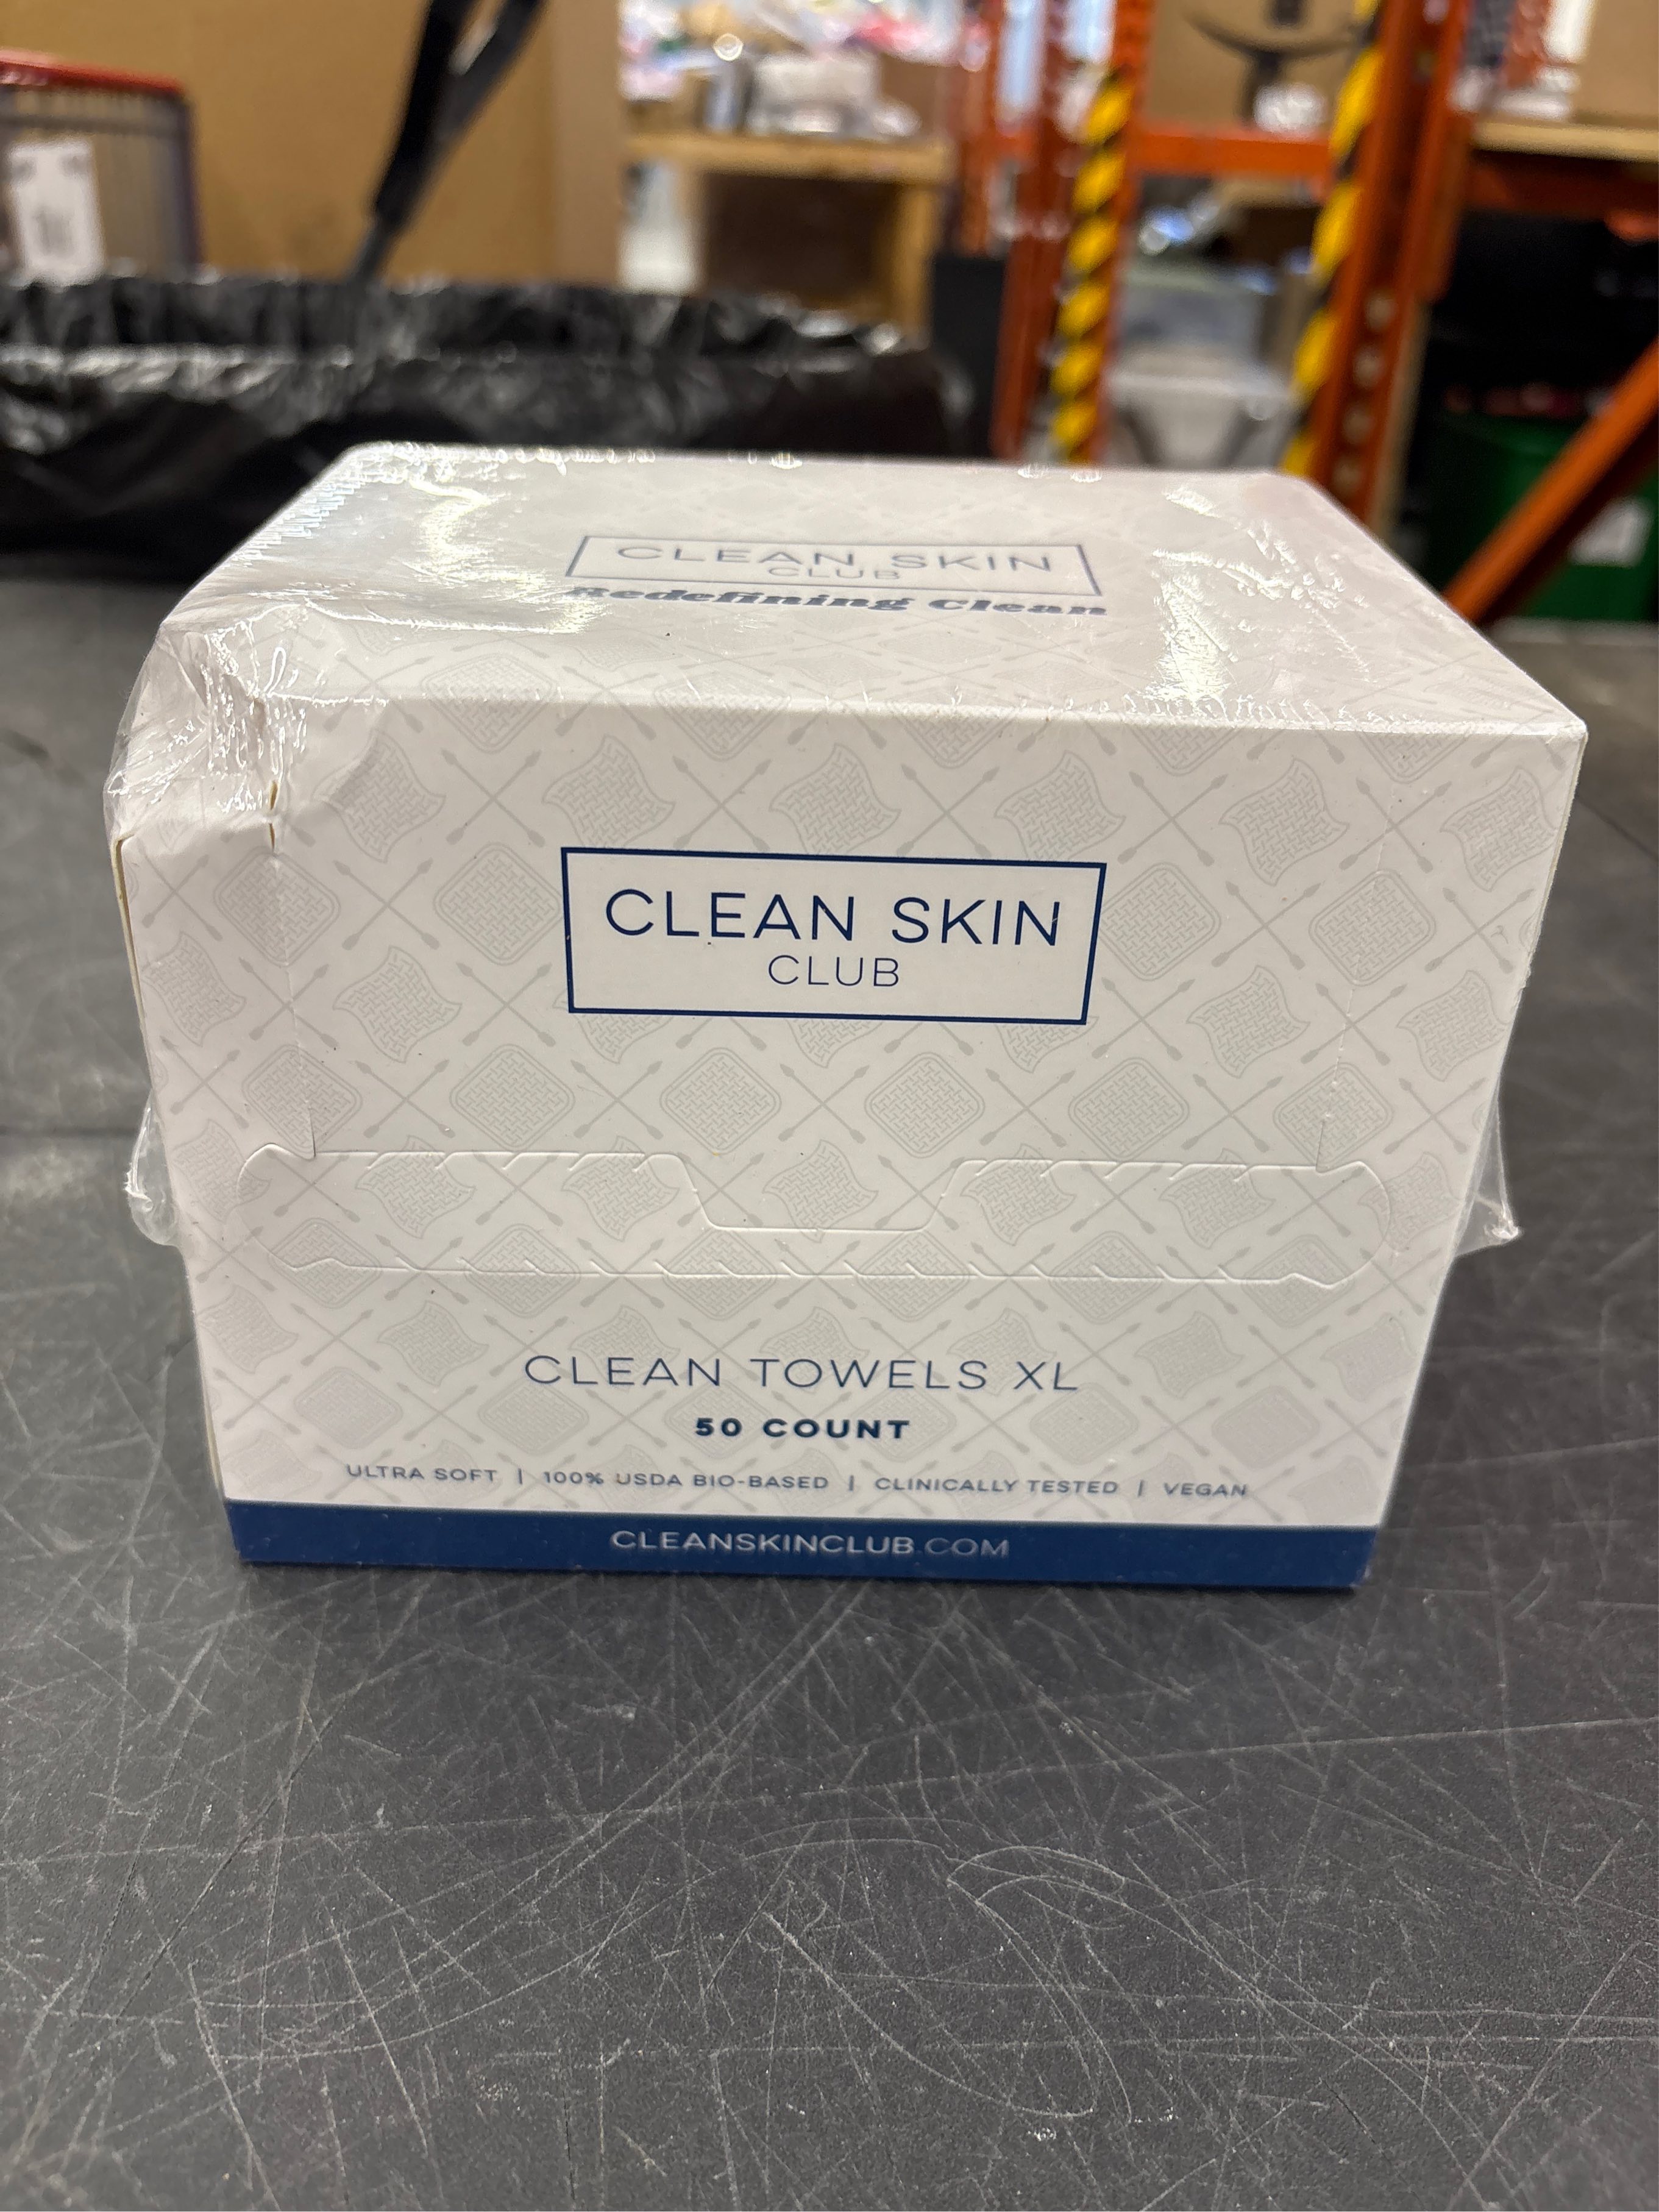 CLEAN SKIN
CLUB
Redefining Clean
CLEAN SKIN
CLUB
CLEAN TOWELS XL
50 COUNT
ULTRA SOFT | 100% USDA BIO-BASED | CLINICALLY TESTED | VEGAN
CLEANSKINCLUB.COM